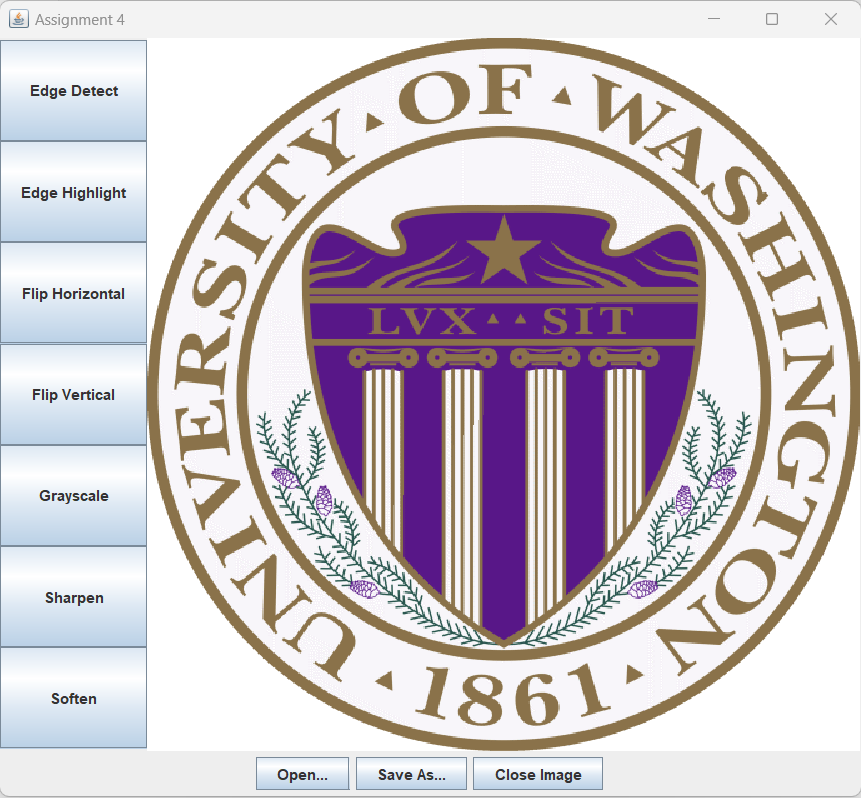 Assignment 4
Edge Detect
Edge Highlight
Flip Horizontal
Flip Vertical
Grayscale
Sharpen
Soften
UNIVERSITY OF WASHINGTON
LVX SIT
1861
Open... Save As... Close Image